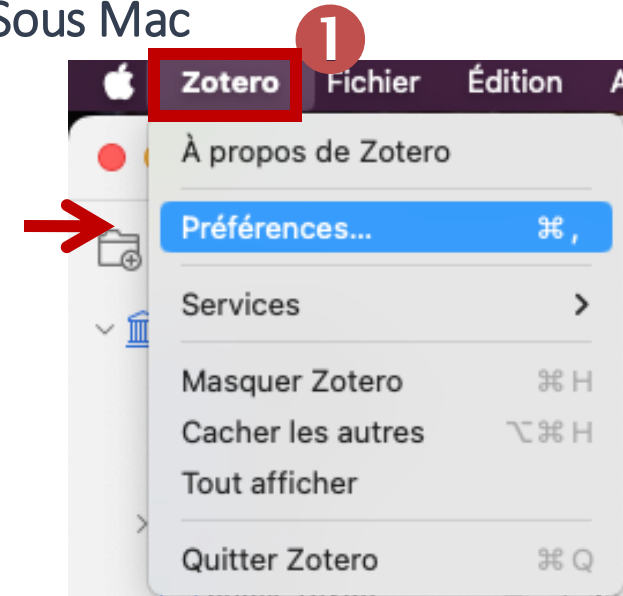 Sous Mac
1
Zotero Fichier Édition
À propos de Zotero
Préférences... ⌘ ,
Services
Masquer Zotero ⌘ H
Cacher les autres ⌥⌘ H
Tout afficher
Quitter Zotero ⌘ Q